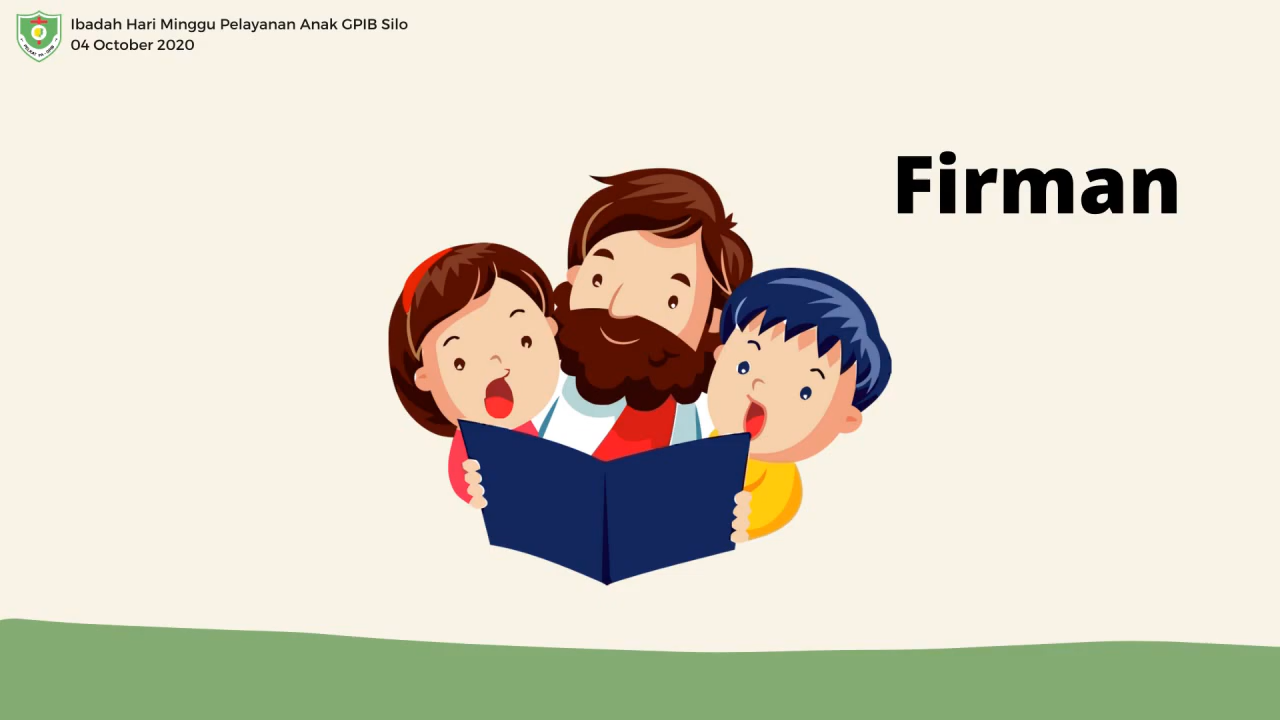 Ibadah Hari Minggu Pelayanan Anak GPIB Silo
04 October 2020
Firman